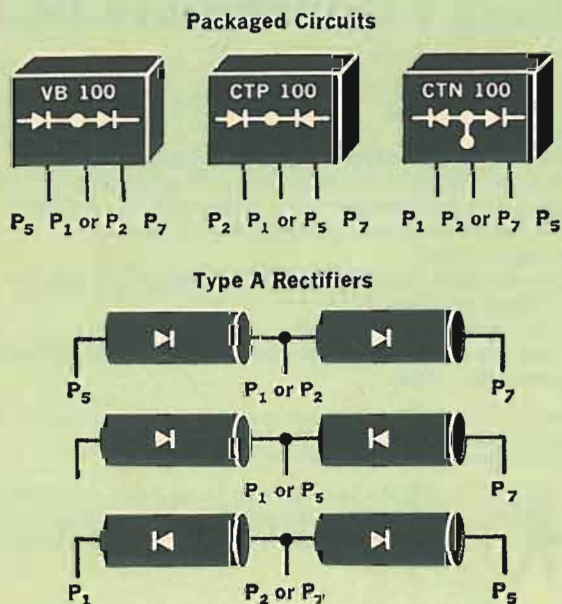 Packaged Circuits
VB 100 CTP 100 CTN 100
P5 P1 or P2 P7 P2 P1 or P5 P7 P1 P2 or P7 P5
Type A Rectifiers
P5 P1 or P2 P7
P1 or P5 P7
P1 P2 or P7 P5